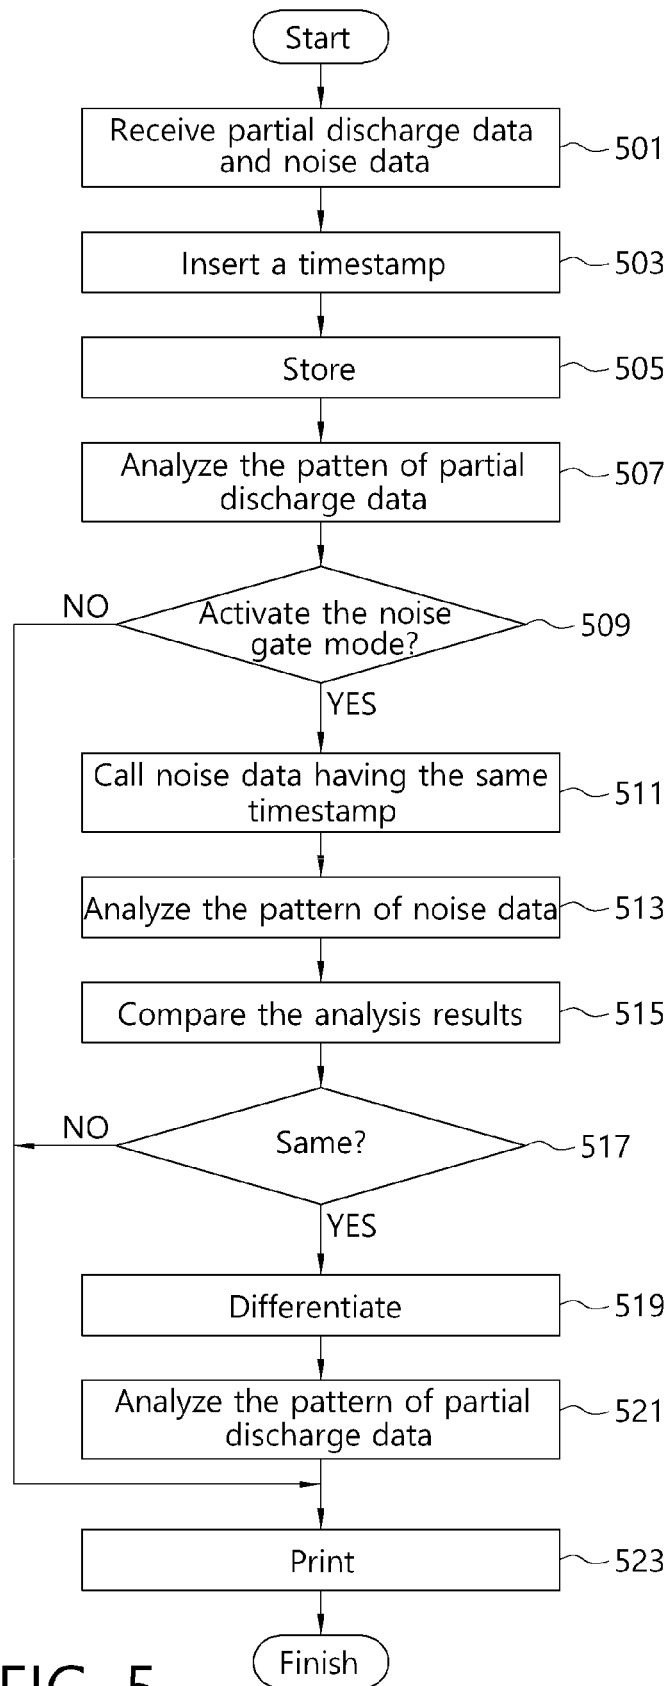 Start
Receive partial discharge data
and noise data
501
Insert a timestamp
503
Store
505
Analyze the patten of partial
discharge data
507
NO
Activate the noise
gate mode?
509
YES
Call noise data having the same
timestamp
511
Analyze the pattern of noise data
513
Compare the analysis results
515
NO
Same?
517
YES
Differentiate
519
Analyze the pattern of partial
discharge data
521
Print
523
Finish
FIG. 5